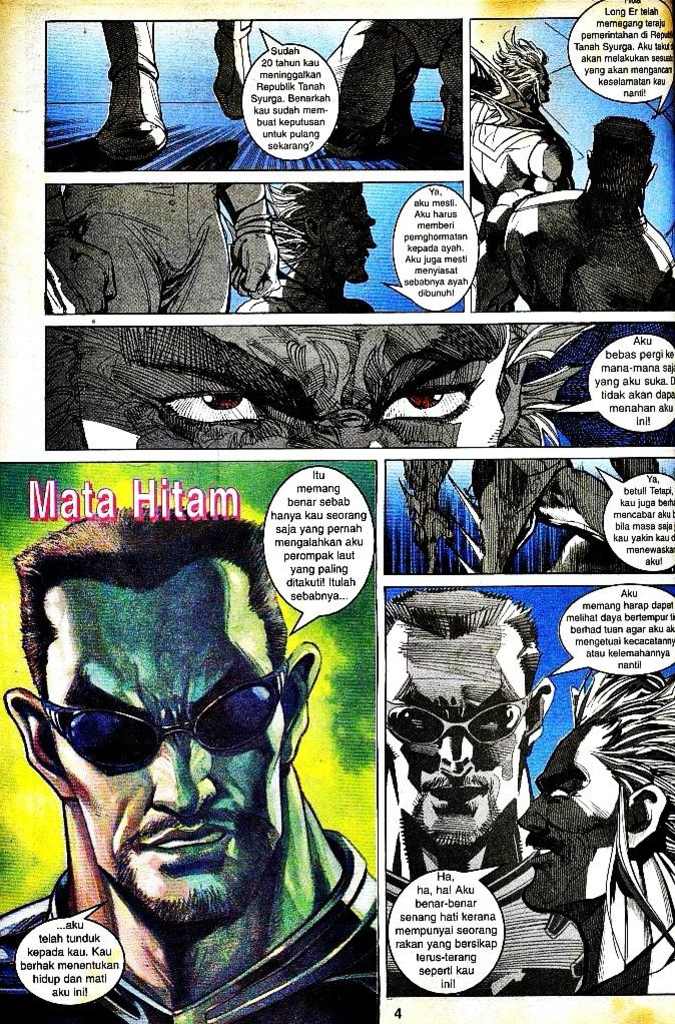 Sudah
20 tahun kau
meninggalkan
Republik Tanah
Syurga. Benarkah
kau sudah mem-
buat keputusan
untuk pulang
sekarang?
Long Er telah
memegang teraju
pemerintahan di
Tanah Syurga. Aku
akan melakukan
yang akan mengancam
keselamatan kau
nanti!
Ya,
aku mesti.
Aku harus
memberi
pernghormatan
kepada ayah.
Aku juga mesti
menyiasat
sebabnya ayah
dibunuh!
Aku
bebas pergi ke
mana-mana saja
yang aku suka.
tidak dapat
menahan aku
ini!
Mata Hitam
Itu
memang
benar sebab
hanya kau seorang
saja yang pernah
mengalahkan aku
perompak laut
yang paling
ditakuti! Itulah
sebabnya...
...aku
telah tunduk
kepada kau. Kau
berhak menentukan
hidup dan mati
aku ini!
Ya,
betul! Tetapi,
kau juga
mencabar aku
bila masa saja
kau yakin kau
menewaskan
aku!
Aku
memang harap dapat
melihat daya bertempur
berhad tuan agar aku
mengetui kecacatannya
atau kelemahannya
nanti!
Ha,
ha, ha! Aku
benar-benar
senang hati kerana
mempunyai seorang
rakan yang bersikap
terus-terang
seperti kau
ini!
4